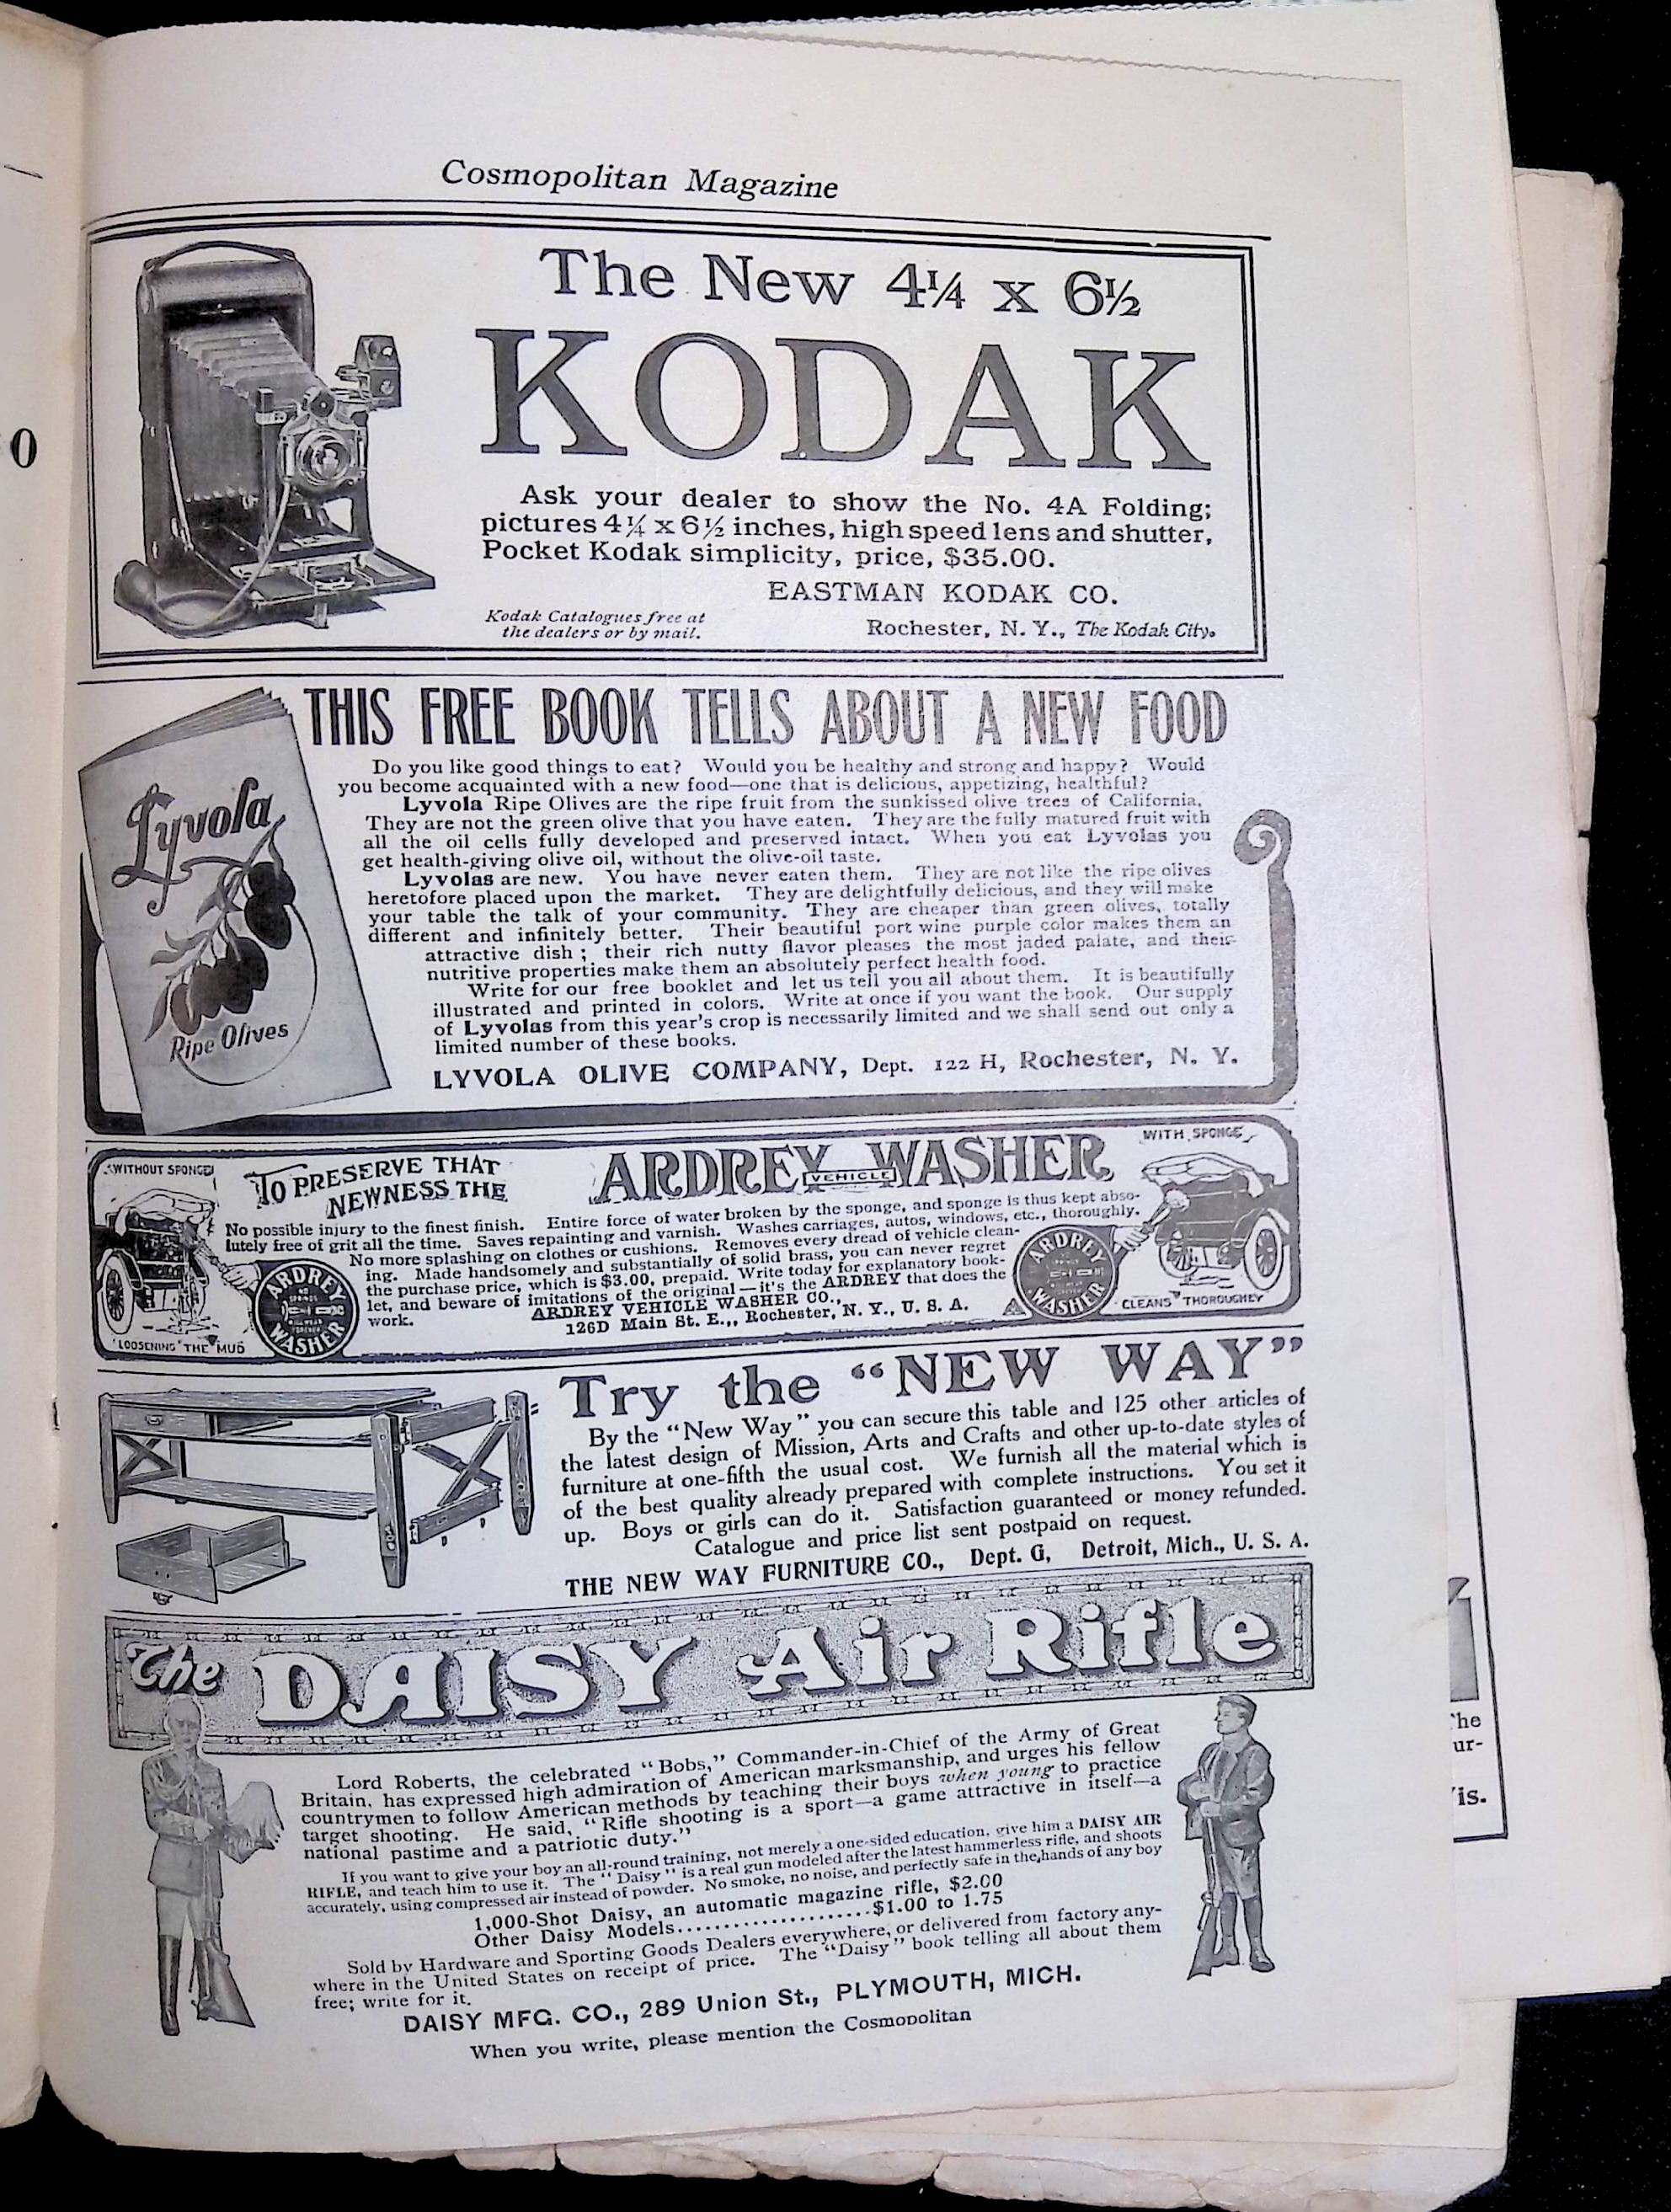 Cosmopolitan Magazine
The New 4¼ x 6½
KODAK
Ask your dealer to show the No. 4A Folding;
pictures 4¼ x 6½ inches, high speed lens and shutter,
Pocket Kodak simplicity, price, $35.00.
EASTMAN KODAK CO.
Kodak Catalogues free at
the dealers or by mail.
Rochester, N. Y., The Kodak City.
THIS FREE BOOK TELLS ABOUT A NEW FOOD
Lyvola
Ripe Olives
Do you like good things to eat? Would you be healthy and strong and happy? Would
you become acquainted with a new food—one that is delicious, appetizing, healthful?
Lyvola Ripe Olives are the ripe fruit from the sunkissed olive trees of California.
They are not the green olive that you have eaten. They are the fully matured fruit with
all the oil cells fully developed and preserved intact. When you eat Lyvolas you
get health-giving olive oil, without the olive-oil taste.
Lyvolas are new. You have never eaten them. They are not like the ripe olives
heretofore placed upon the market. They are delightfully delicious, and they will make
your table the talk of your community. They are cheaper than green olives, totally
different and infinitely better. Their beautiful port wine purple color makes them an
attractive dish; their rich nutty flavor pleases the most jaded palate, and their
nutritive properties make them an absolutely perfect health food.
Write for our free booklet and let us tell you all about them. It is beautifully
illustrated and printed in colors. Write at once if you want the book. Our supply
of Lyvolas from this year's crop is necessarily limited and we shall send out only a
limited number of these books.
LYVOLA OLIVE COMPANY, Dept. 122 H, Rochester, N. Y.
WITHOUT SPONGE
TO PRESERVE THAT
NEWNESS THE
ARDREY VEHICLE WASHER
WITH SPONGE
No possible injury to the finest finish. Entire force of water broken by the sponge, and sponge is thus kept abso-
lutely free of grit all the time. Saves repainting and varnish. Washes carriages, autos, windows, etc., thoroughly.
No more splashing on clothes or cushions. Removes every dread of vehicle clean-
ing. Made handsomely and substantially of solid brass, you can never regret
the purchase price, which is $3.00, prepaid. Write today for explanatory book-
let, and beware of imitations of the original—it's the ARDREY that does the
work.
ARDREY VEHICLE WASHER CO.,
126D Main St. E., Rochester, N. Y., U. S. A.
ARDREY
WASHER
LOOSENING THE MUD
ARDREY
WASHER
CLEANS THOROUGHLY
Try the "NEW WAY"
By the "New Way" you can secure this table and 125 other articles of
the latest design of Mission, Arts and Crafts and other up-to-date styles of
furniture at one-fifth the usual cost. We furnish all the material which is
of the best quality already prepared with complete instructions. You set it
up. Boys or girls can do it. Satisfaction guaranteed or money refunded.
Catalogue and price list sent postpaid on request.
THE NEW WAY FURNITURE CO., Dept. G, Detroit, Mich., U. S. A.
The DAISY Air Rifle
Lord Roberts, the celebrated "Bobs," Commander-in-Chief of the Army of Great
Britain, has expressed high admiration of American marksmanship, and urges his fellow
countrymen to follow American methods by teaching their boys when young to practice
target shooting. He said, "Rifle shooting is a sport—a game attractive in itself—a
national pastime and a patriotic duty."
If you want to give your boy an all-round training, not merely a one-sided education, give him a DAISY AIR
RIFLE, and teach him to use it. The "Daisy" is a real gun modeled after the latest hammerless rifle, and shoots
accurately, using compressed air instead of powder. No smoke, no noise, and perfectly safe in the hands of any boy
1,000-Shot Daisy, an automatic magazine rifle, $2.00
Other Daisy Models.....................$1.00 to 1.75
Sold by Hardware and Sporting Goods Dealers everywhere, or delivered from factory any-
where in the United States on receipt of price. The "Daisy" book telling all about them
free; write for it.
DAISY MFG. CO., 289 Union St., PLYMOUTH, MICH.
When you write, please mention the Cosmopolitan
The
ur-
is.